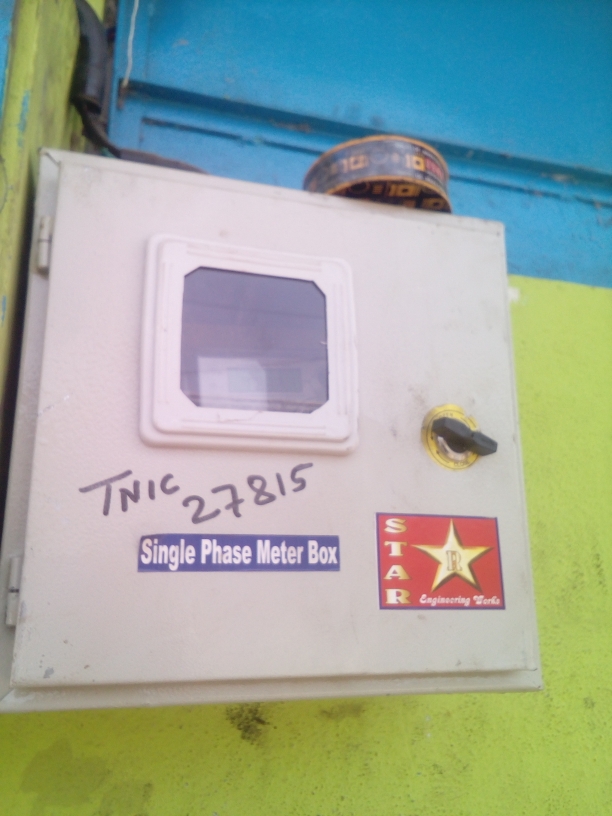 TNIC
27815
Single Phase Meter Box
STAR
R
Engineering Works